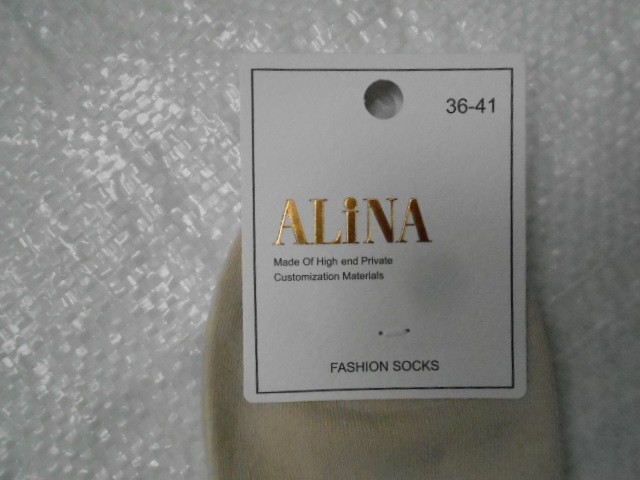 36-41
ALiNA
Made Of High end Private
Customization Materials
FASHION SOCKS